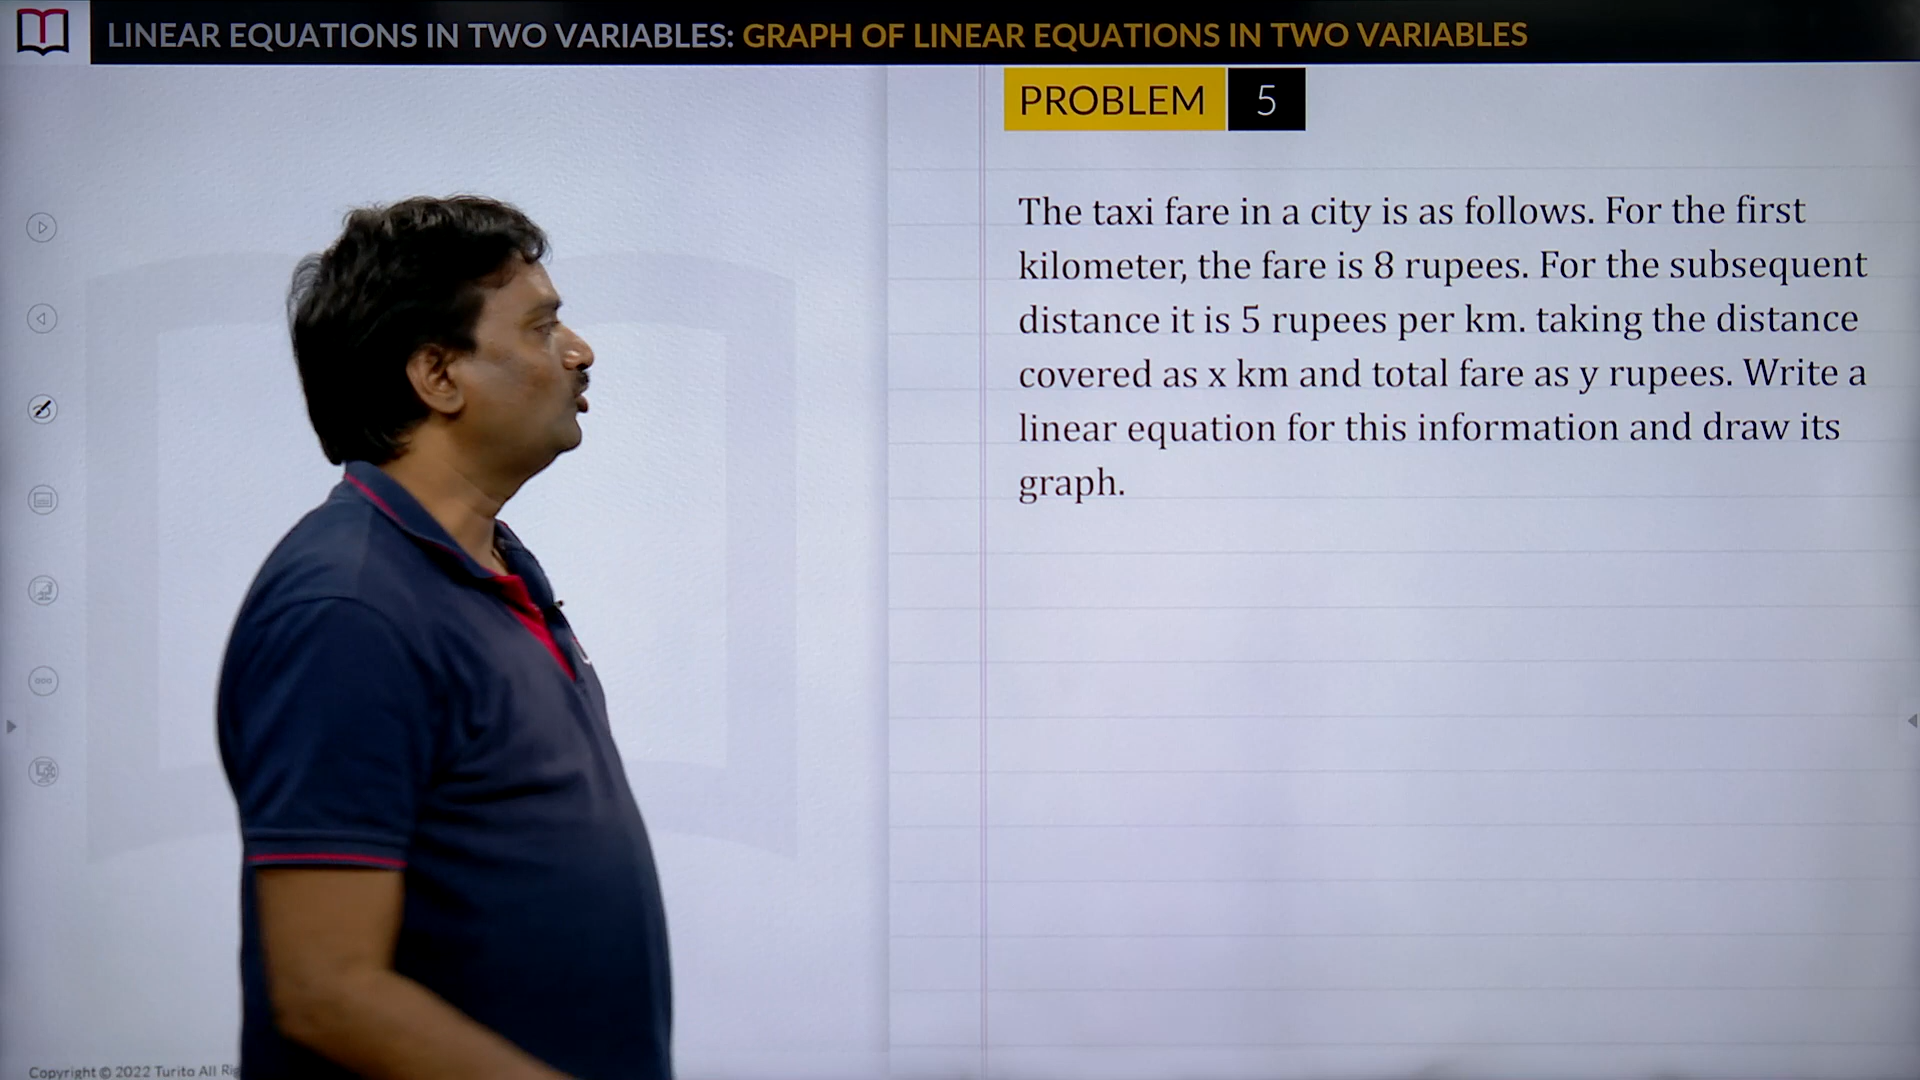 LINEAR EQUATIONS IN TWO VARIABLES: GRAPH OF LINEAR EQUATIONS IN TWO VARIABLES
PROBLEM 5
The taxi fare in a city is as follows. For the first
kilometer, the fare is 8 rupees. For the subsequent
distance it is 5 rupees per km. taking the distance
covered as x km and total fare as y rupees. Write a
linear equation for this information and draw its
graph.
Copyright © 2022 Turito All